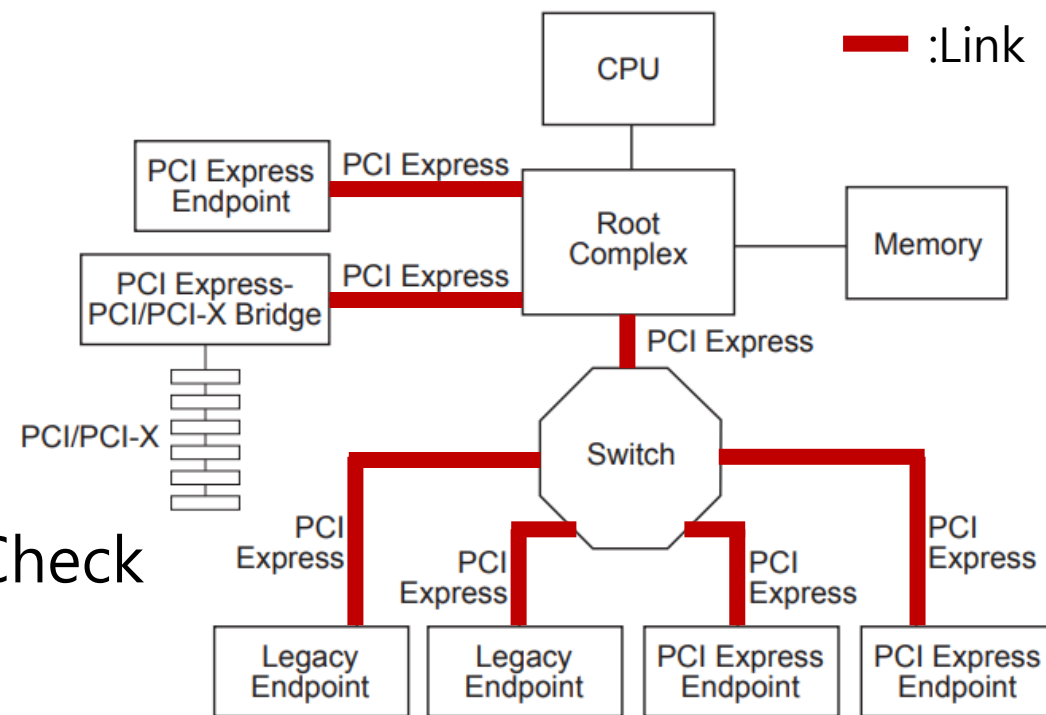 :Link
CPU
PCI Express
Endpoint
PCI Express
Root
Complex
Memory
PCI Express-
PCI/PCI-X Bridge
PCI Express
PCI Express
PCI/PCI-X
Switch
Check
PCI
Express
PCI
Express
PCI
Express
PCI
Express
Legacy
Endpoint
Legacy
Endpoint
PCI Express
Endpoint
PCI Express
Endpoint